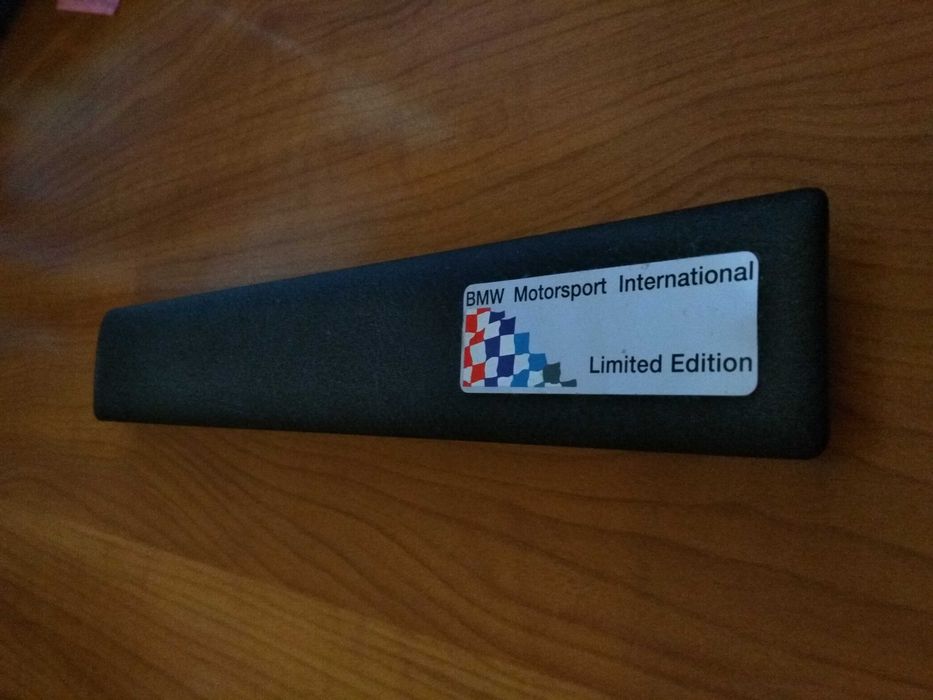 BMW Motorsport International
Limited Edition